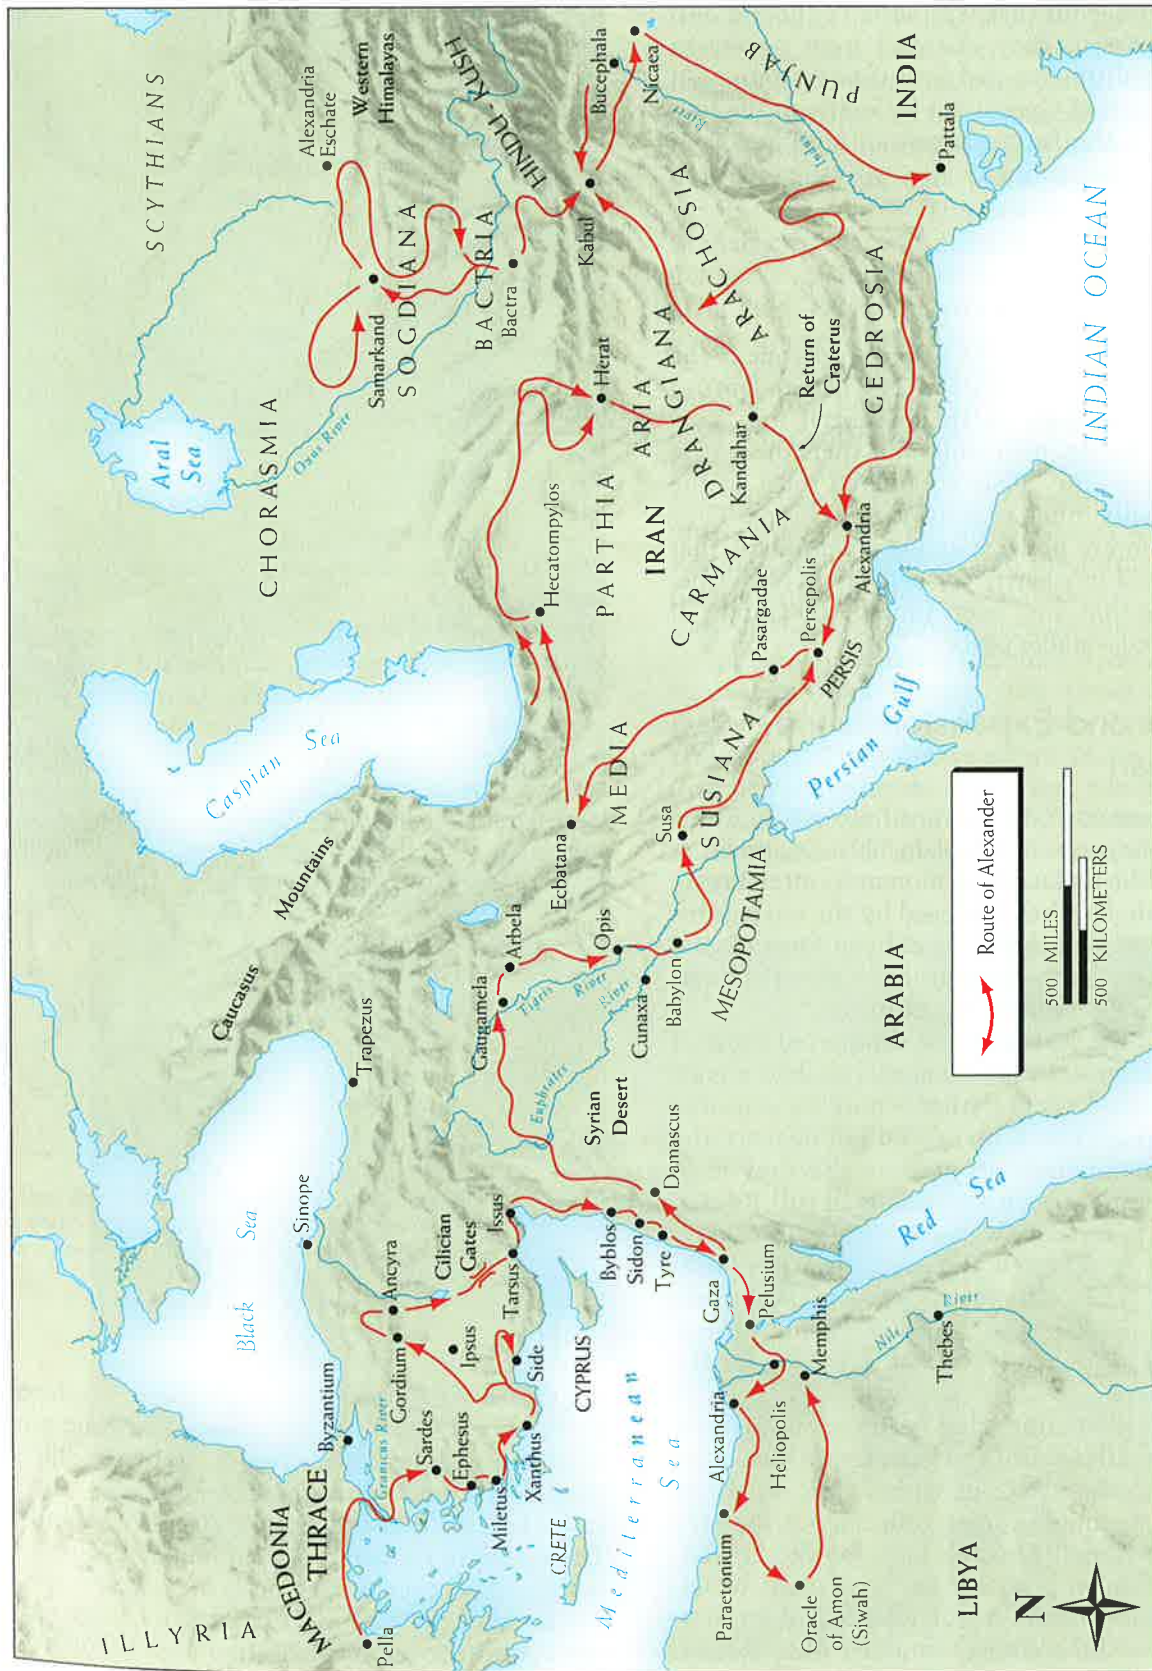 ILLYRIA
MACEDONIA
THRACE
Pella
Byzantium
Granicus River
Sardes
Ephesus
Miletus
Xanthus
Gordium
Ancyra
Ipsus
Side
Cilician
Gates
Tarsus
Issus
Sinope
Black Sea
Trapezus
Caucasus
Mountains
Caspian Sea
Aral
Sea
CHORASMIA
Oxus River
SCYTHIANS
Alexandria
Eschate
Western
Himalayas
Samarkand
SOGDIANA
BACTRIA
Bactra
HINDU-KUSH
Kabul
Bucephala
Nicaea
PUNJAB
INDIA
Indus
River
Pattala
INDIAN OCEAN
GEDROSIA
ARACHOSIA
Return of
Craterus
Kandahar
DRANGIANA
ARIA
Herat
PARTHIA
IRAN
Hecatompylos
CARMANIA
Alexandria
Persepolis
Pasargadae
PERSIS
Persian Gulf
SUSIANA
Susa
MEDIA
Ecbatana
Arbela
Gaugamela
Opis
Tigris
River
River
Euphrates
Cunaxa
Babylon
MESOPOTAMIA
Syrian
Desert
Damascus
Byblos
Sidon
Tyre
CYPRUS
CRETE
Mediterranean
Sea
Gaza
Pelusium
Alexandria
Heliopolis
Memphis
Paraetonium
Oracle
of Amon
(Siwah)
LIBYA
Nile
River
Thebes
Red Sea
ARABIA
Route of Alexander
500 MILES
500 KILOMETERS
N